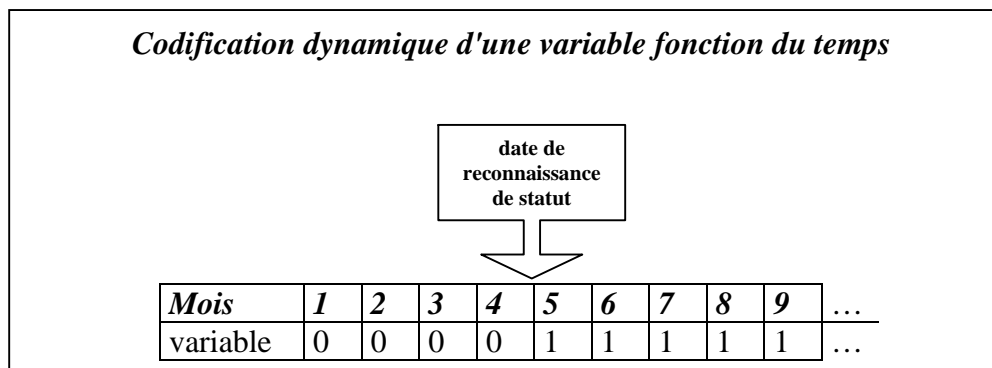 Codification dynamique d'une variable fonction du temps
date de
reconnaissance
de statut
Mois 1 2 3 4 5 6 7 8 9 …
variable 0 0 0 0 1 1 1 1 1 …